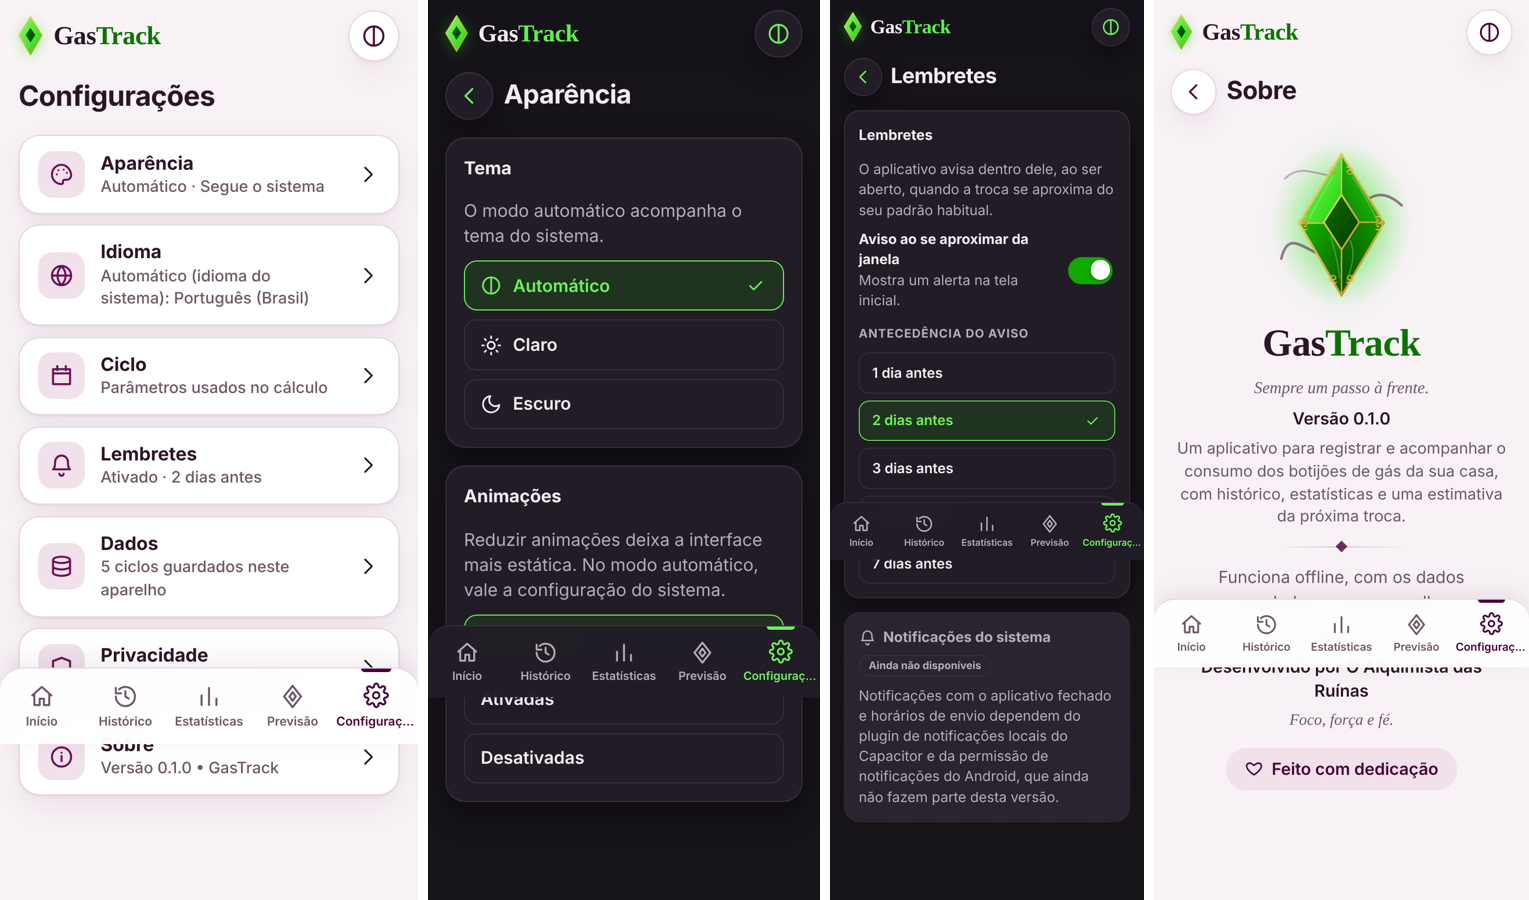 GasTrack
Configurações
Aparência
Automático · Segue o sistema
Idioma
Automático (idioma do
sistema): Português (Brasil)
Ciclo
Parâmetros usados no cálculo
Lembretes
Ativado · 2 dias antes
Dados
5 ciclos guardados neste
aparelho
Privacidade
Início
Histórico
Estatísticas
Previsão
Configuraç...
Sobre
Versão 0.1.0 • GasTrack
GasTrack
Aparência
Tema
O modo automático acompanha o
tema do sistema.
Automático
Claro
Escuro
Animações
Reduzir animações deixa a interface
mais estática. No modo automático,
vale a configuração do sistema.
Início
Histórico
Estatísticas
Previsão
Configuraç...
Ativadas
Desativadas
GasTrack
Lembretes
Lembretes
O aplicativo avisa dentro dele, ao ser
aberto, quando a troca se aproxima do
seu padrão habitual.
Aviso ao se aproximar da
janela
Mostra um alerta na tela
inicial.
ANTECEDÊNCIA DO AVISO
1 dia antes
2 dias antes
3 dias antes
Início
Histórico
Estatísticas
Previsão
Configuraç...
7 dias antes
Notificações do sistema
Ainda não disponíveis
Notificações com o aplicativo fechado
e horários de envio dependem do
plugin de notificações locais do
Capacitor e da permissão de
notificações do Android, que ainda
não fazem parte desta versão.
GasTrack
Sobre
GasTrack
Sempre um passo à frente.
Versão 0.1.0
Um aplicativo para registrar e acompanhar o
consumo dos botijões de gás da sua casa,
com histórico, estatísticas e uma estimativa
da próxima troca.
Funciona offline, com os dados
Início
Histórico
Estatísticas
Previsão
Configuraç...
Desenvolvido por O Alquimista das
Ruínas
Foco, força e fé.
Feito com dedicação